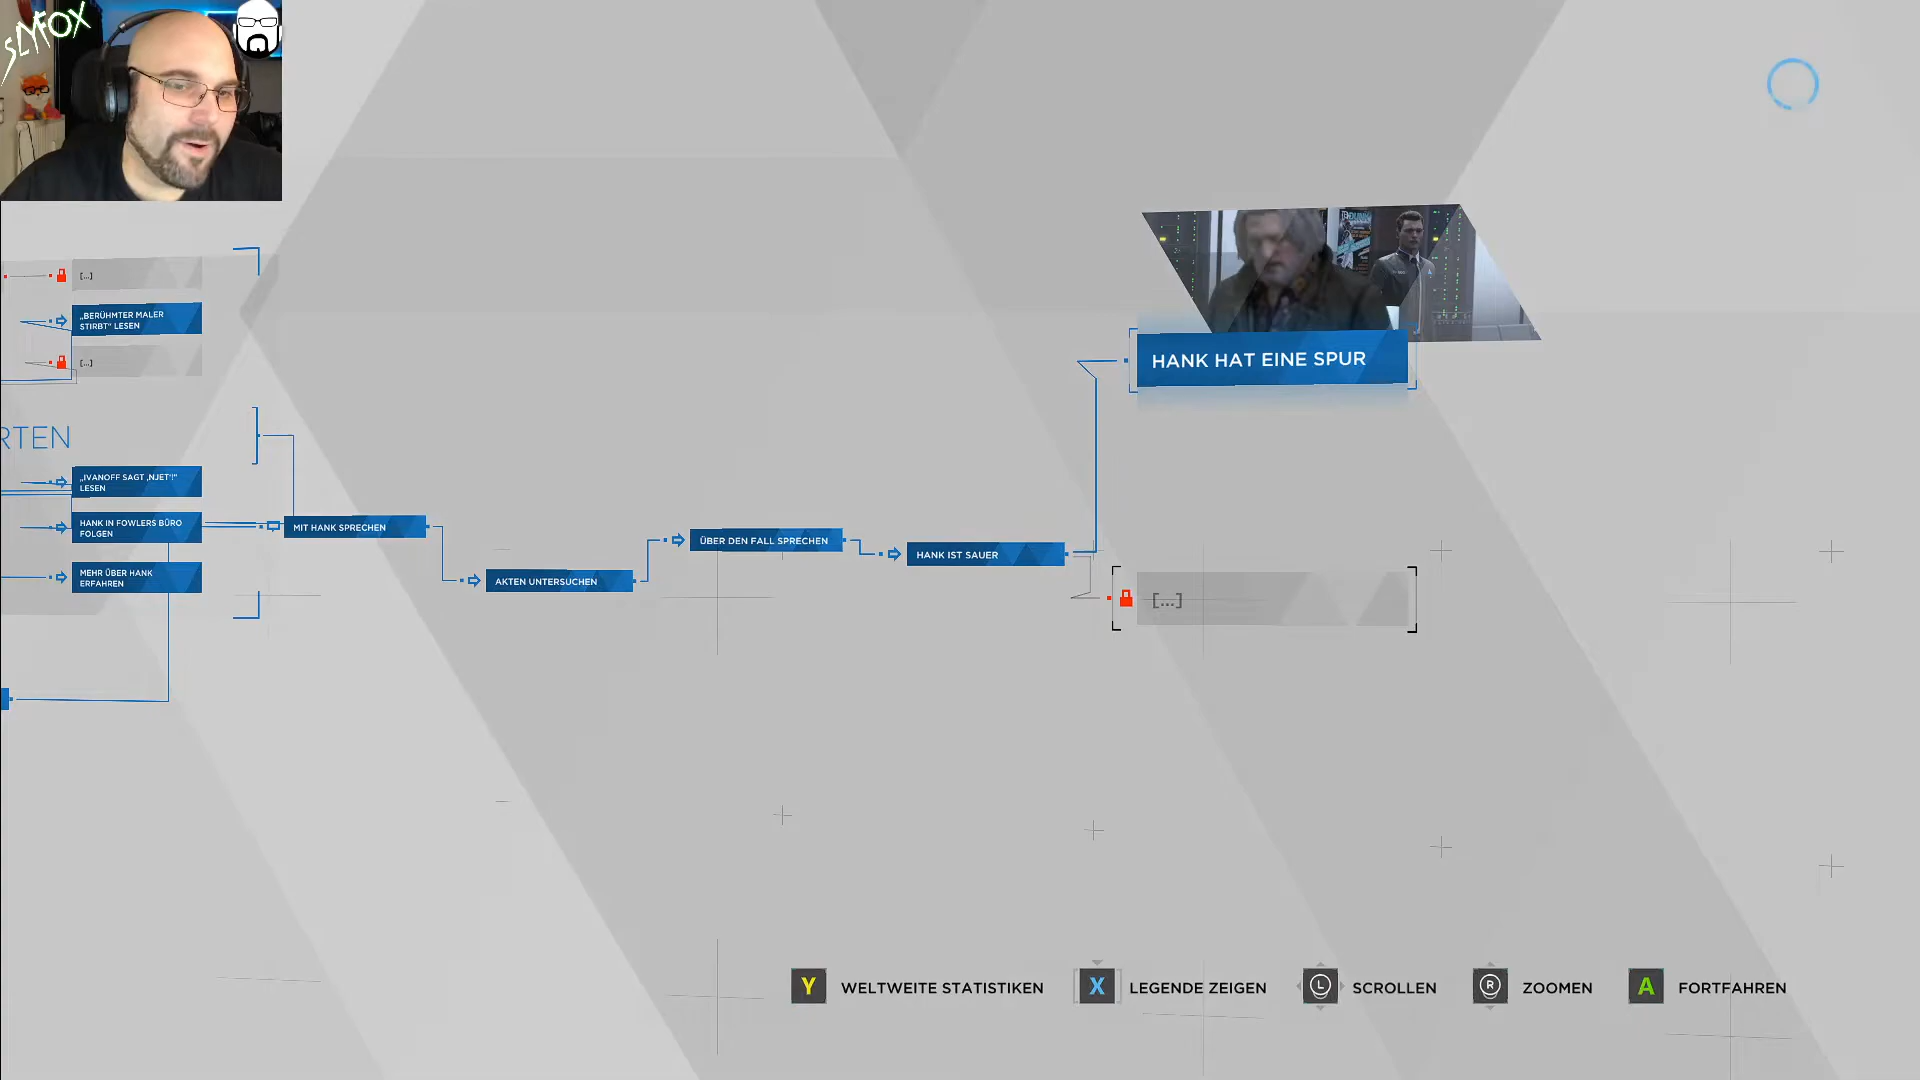 SLYFOX
[...]
„BERÜHMTER MALER
STIRBT" LESEN
[...]
RTEN
„IVANOFF SAGT ‚NJET'!"
LESEN
HANK IN FOWLERS BÜRO
FOLGEN
MEHR ÜBER HANK
ERFAHREN
MIT HANK SPRECHEN
AKTEN UNTERSUCHEN
ÜBER DEN FALL SPRECHEN
HANK IST SAUER
HANK HAT EINE SPUR
[...]
Y WELTWEITE STATISTIKEN
X LEGENDE ZEIGEN
L SCROLLEN
R ZOOMEN
A FORTFAHREN